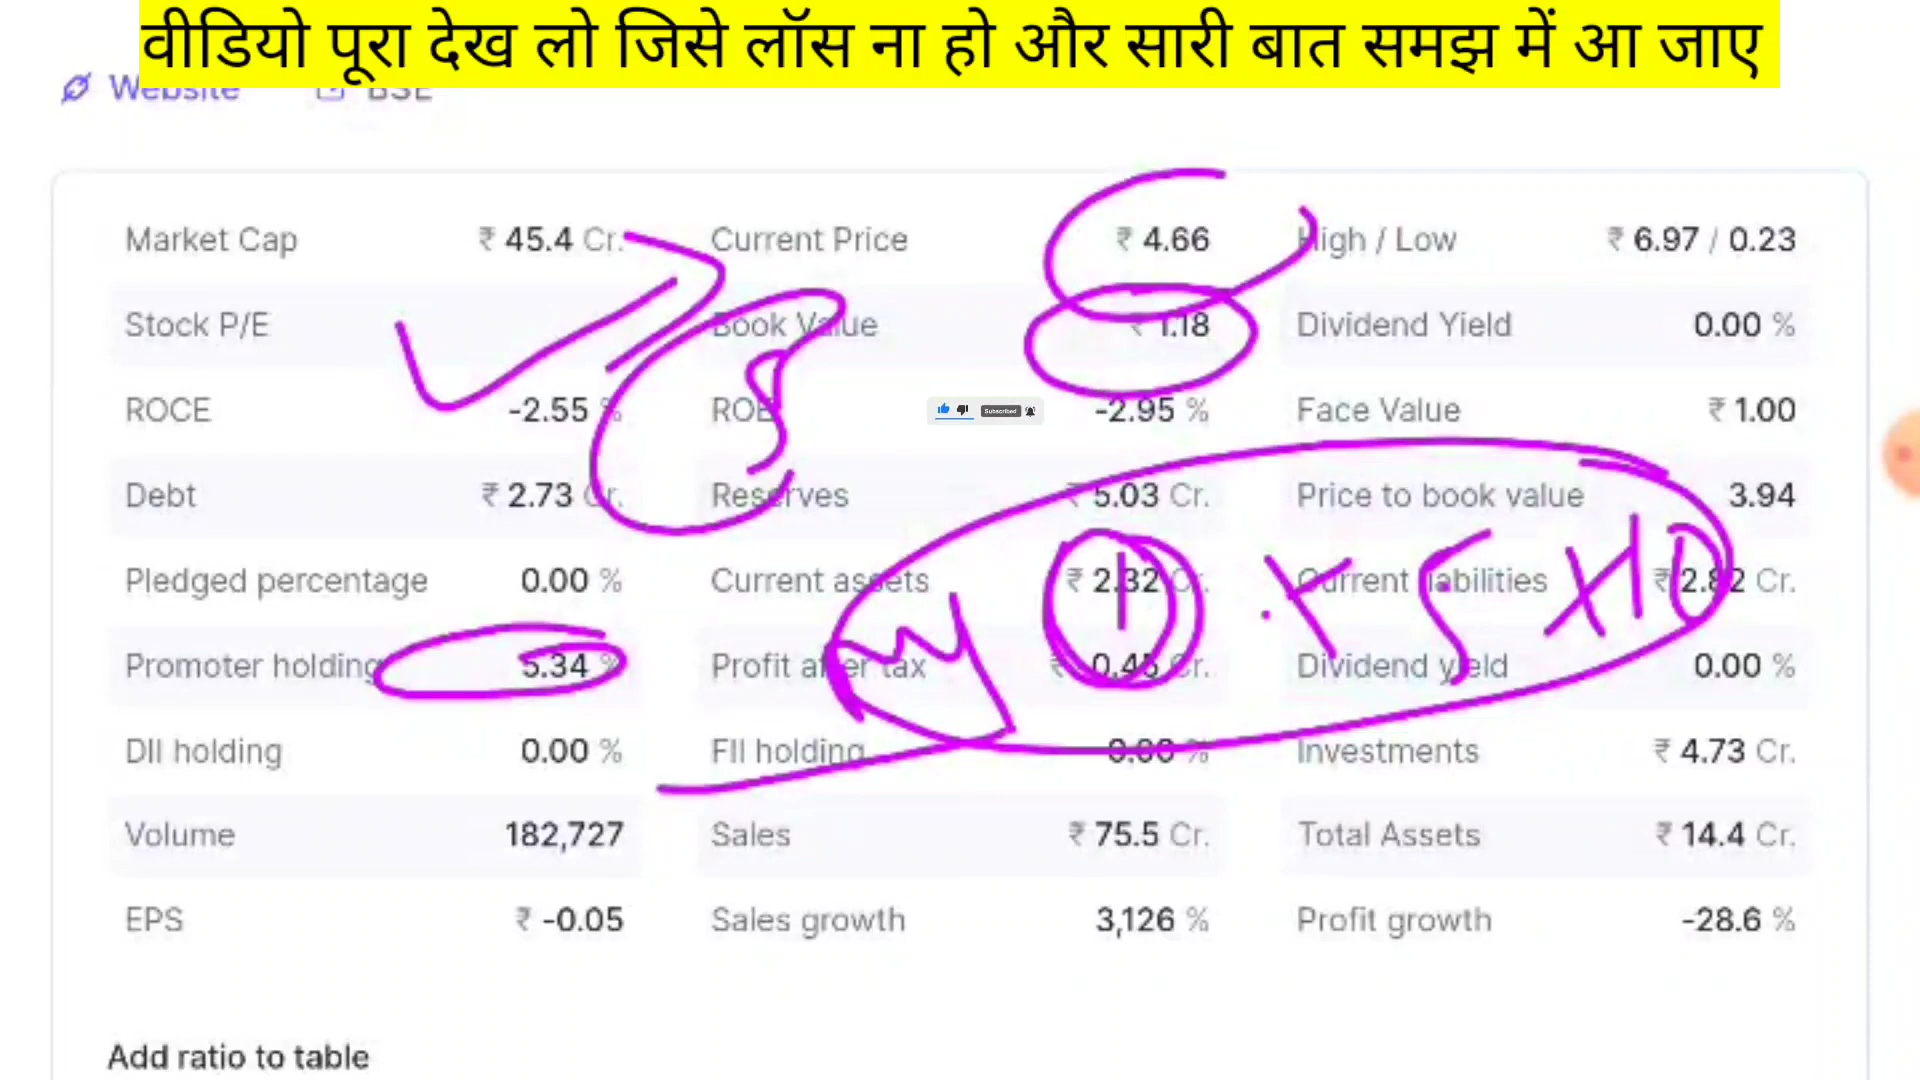 वीडियो पूरा देख लो जिसे लॉस ना हो और सारी बात समझ में आ जाए
Website BSE
Market Cap ₹ 45.4 Cr. Current Price ₹ 4.66 High / Low ₹ 6.97 / 0.23
Stock P/E Book Value ₹ 1.18 Dividend Yield 0.00 %
ROCE -2.55 % ROE -2.95 % Face Value ₹ 1.00
Subscribed
Debt ₹ 2.73 Cr. Reserves ₹ 5.03 Cr. Price to book value 3.94
Pledged percentage 0.00 % Current assets ₹ 2.32 Cr. Current liabilities ₹ 2.82 Cr.
Promoter holding 5.34 % Profit after tax ₹ 0.45 Cr. Dividend yield 0.00 %
DII holding 0.00 % FII holding 0.00 % Investments ₹ 4.73 Cr.
Volume 182,727 Sales ₹ 75.5 Cr. Total Assets ₹ 14.4 Cr.
EPS ₹ -0.05 Sales growth 3,126 % Profit growth -28.6 %
Add ratio to table